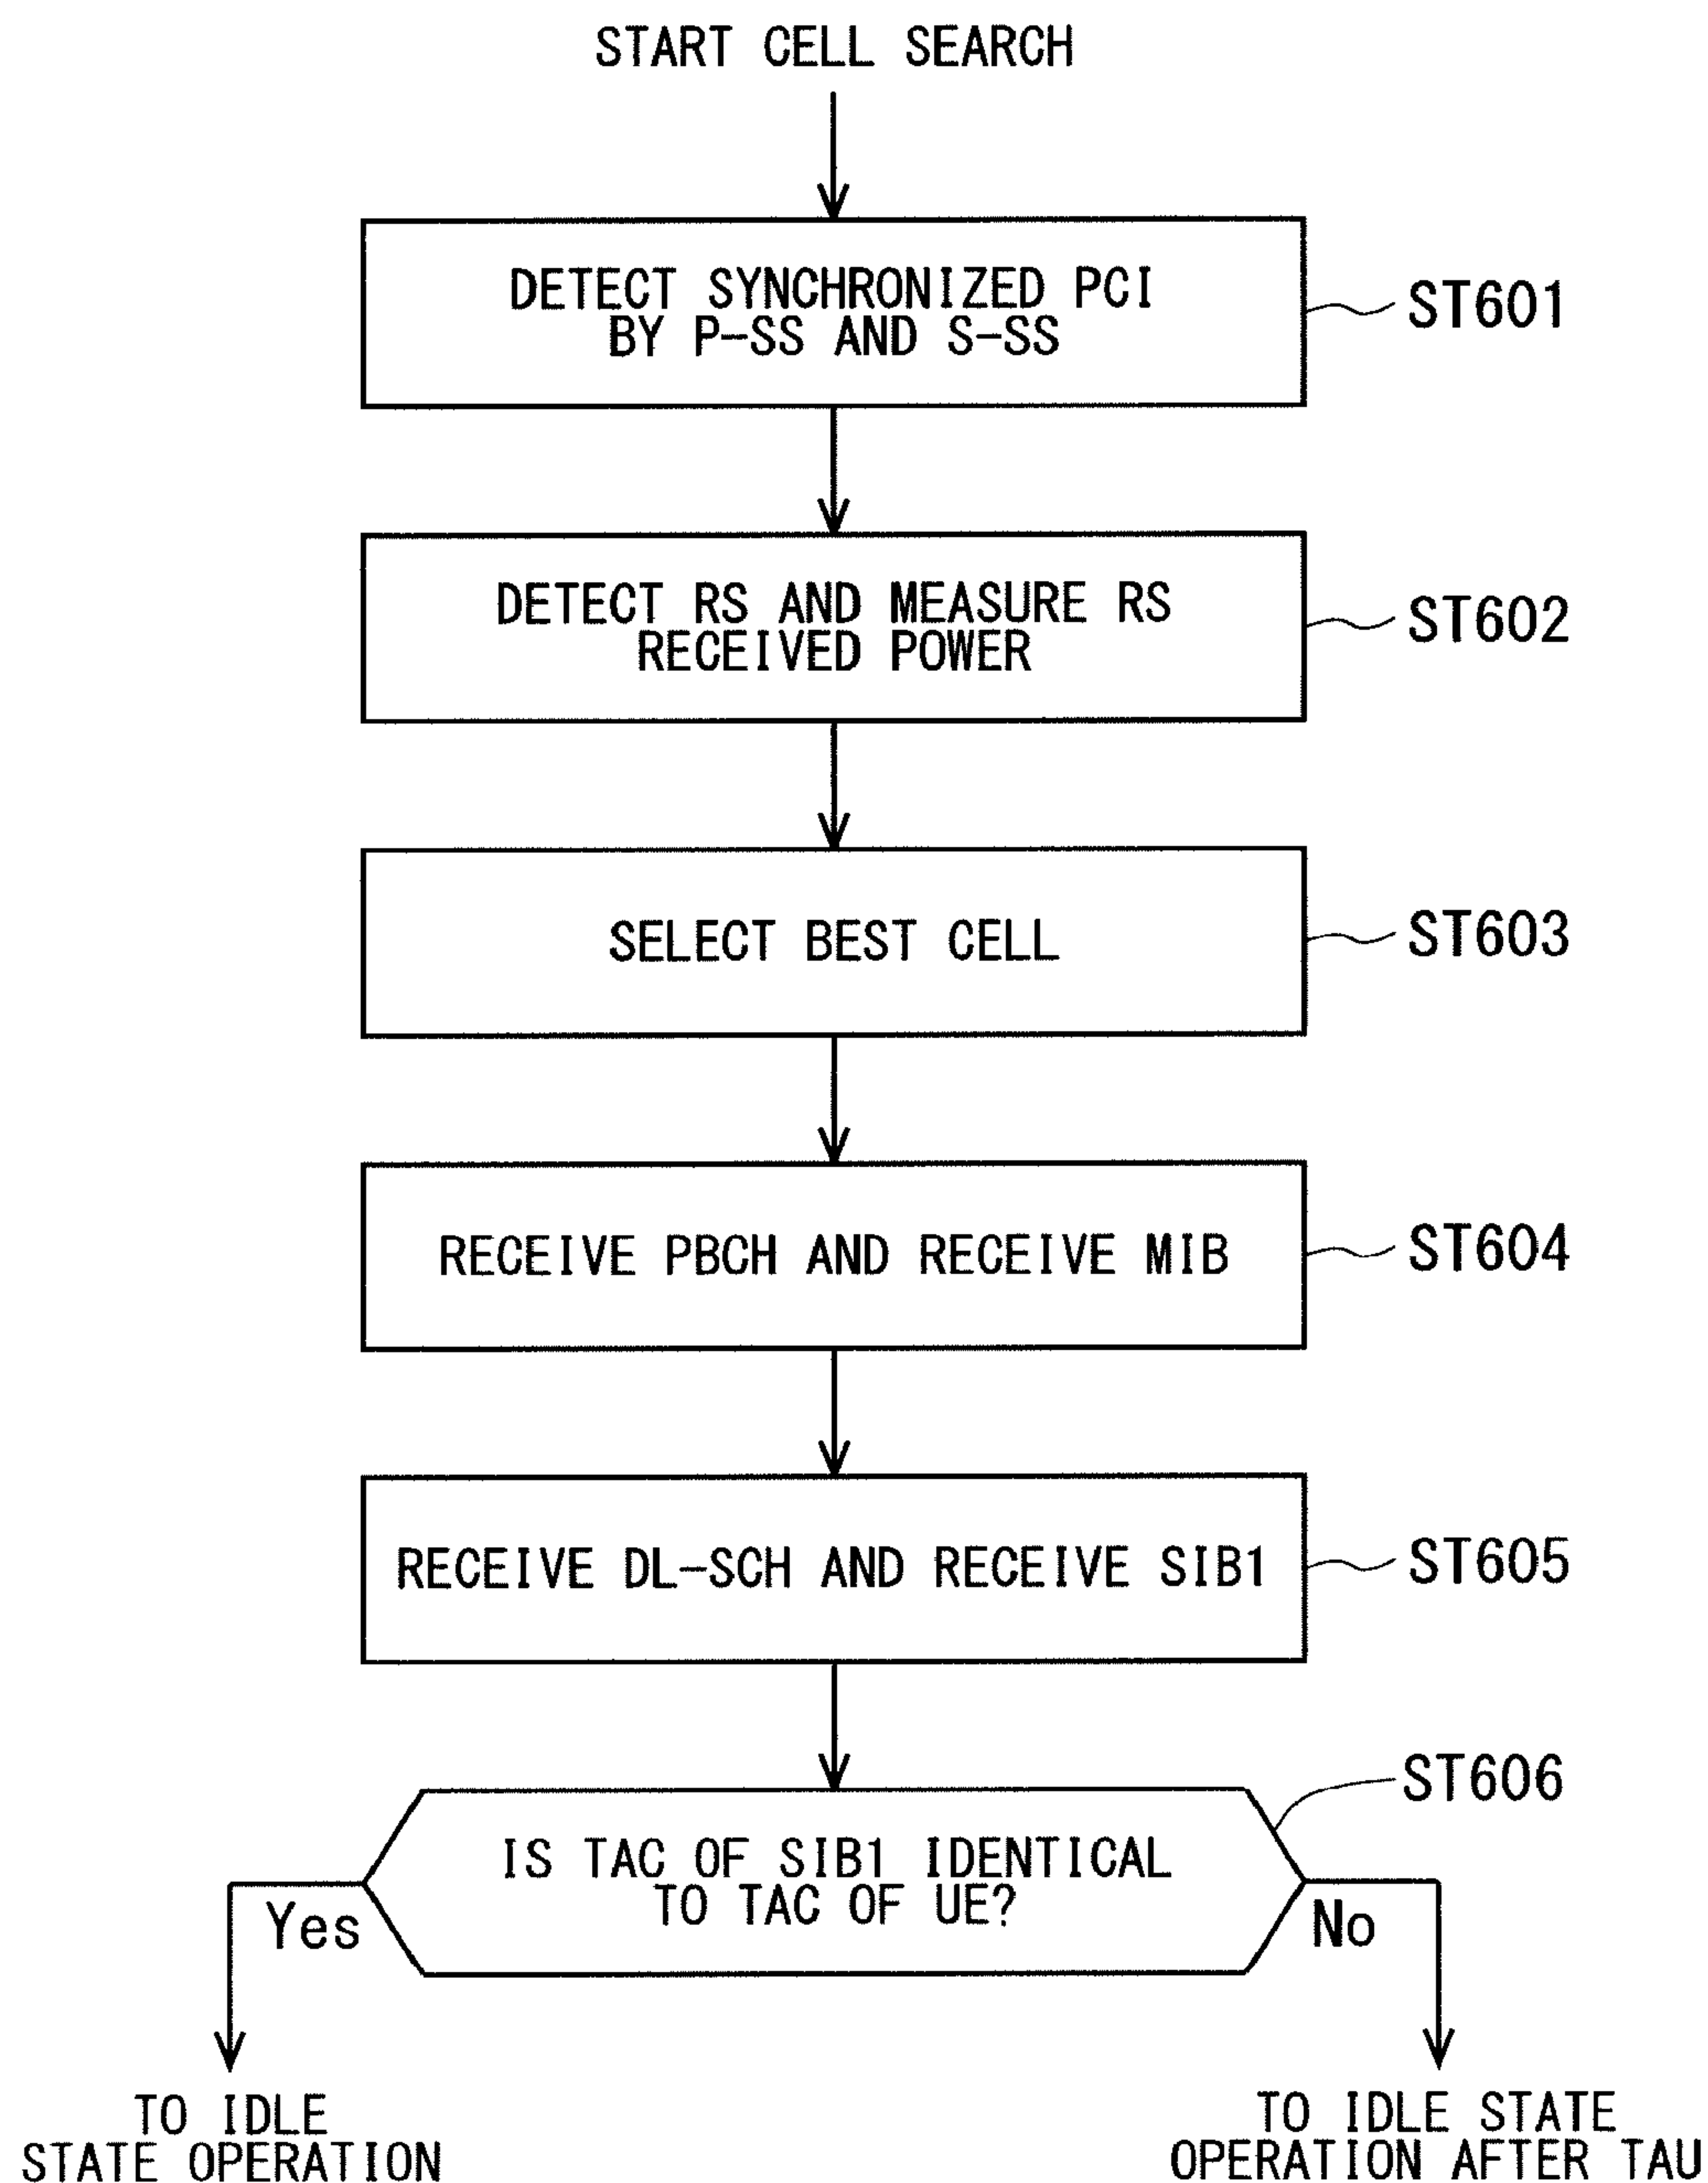 START CELL SEARCH
DETECT SYNCHRONIZED PCI
BY P-SS AND S-SS
ST601
DETECT RS AND MEASURE RS
RECEIVED POWER
ST602
SELECT BEST CELL
ST603
RECEIVE PBCH AND RECEIVE MIB
ST604
RECEIVE DL-SCH AND RECEIVE SIB1
ST605
ST606
IS TAC OF SIB1 IDENTICAL
TO TAC OF UE?
Yes
No
TO IDLE
STATE OPERATION
TO IDLE STATE
OPERATION AFTER TAU